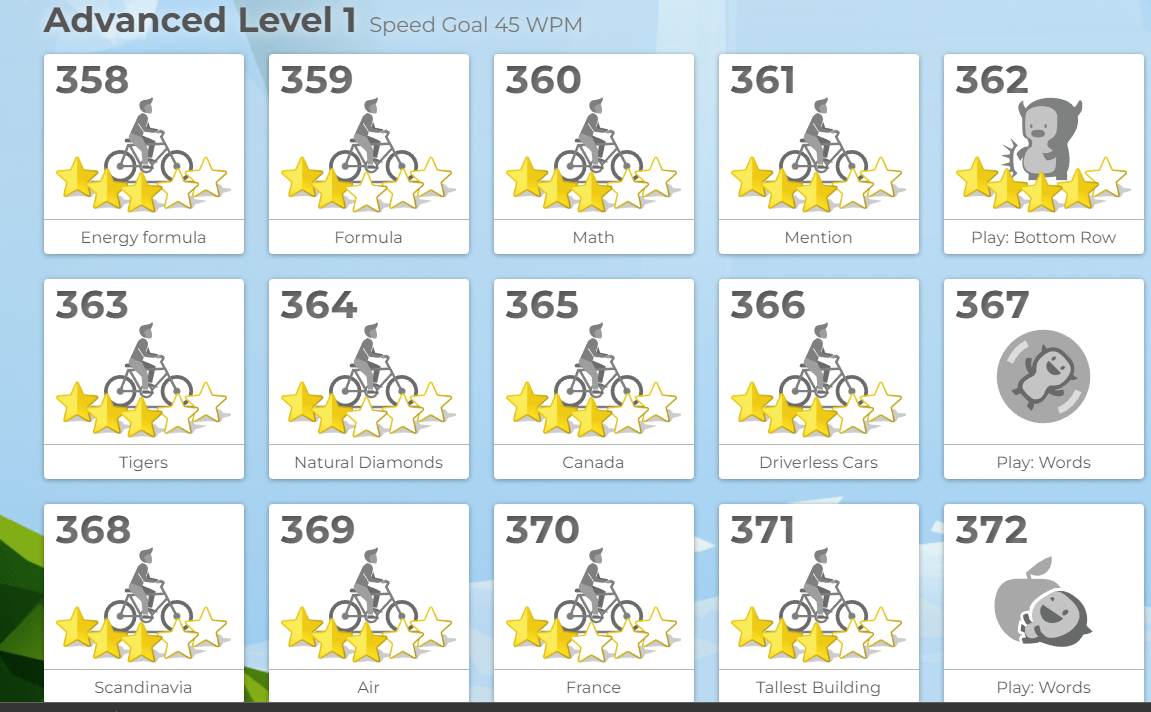 Advanced Level 1 Speed Goal 45 WPM
358 359 360 361 362
Energy formula Formula Math Mention Play: Bottom Row
363 364 365 366 367
Tigers Natural Diamonds Canada Driverless Cars Play: Words
368 369 370 371 372
Scandinavia Air France Tallest Building Play: Words